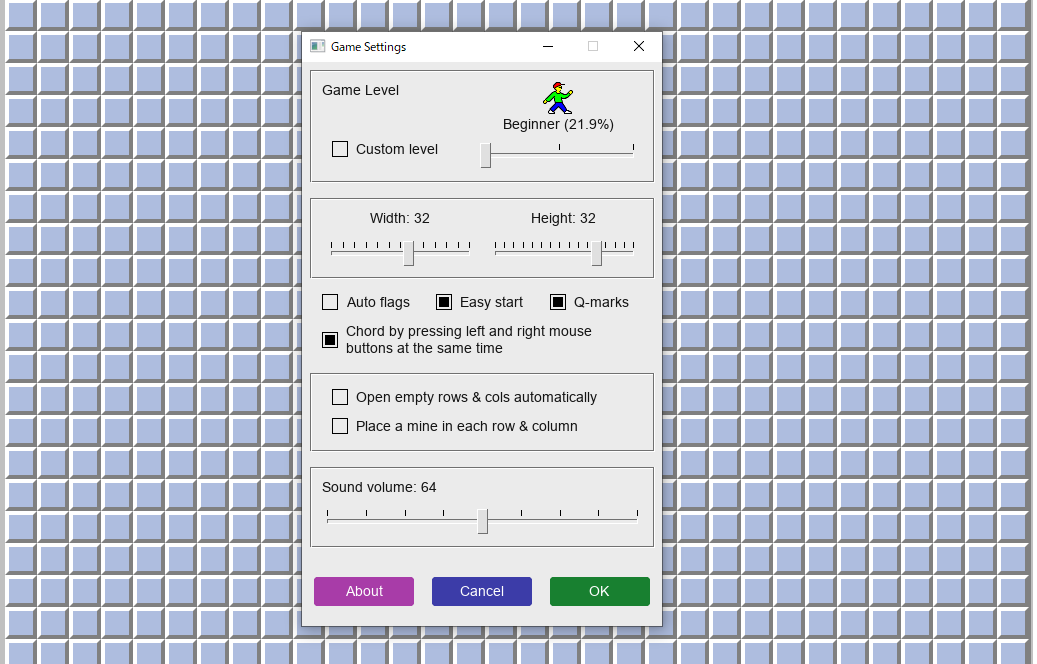 Game Settings
Game Level
Beginner (21.9%)
Custom level
Width: 32
Height: 32
Auto flags
Easy start
Q-marks
Chord by pressing left and right mouse
buttons at the same time
Open empty rows & cols automatically
Place a mine in each row & column
Sound volume: 64
About
Cancel
OK